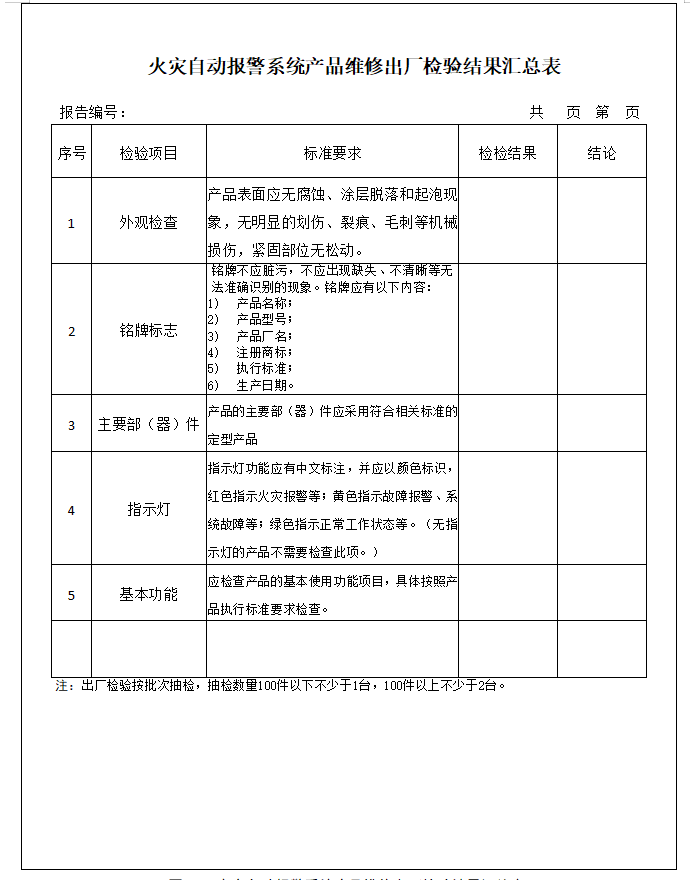 火灾自动报警系统产品维修出厂检验结果汇总表
报告编号： 共 页 第 页
序号 检验项目 标准要求 检检结果 结论
1 外观检查 产品表面应无腐蚀、涂层脱落和起泡现
象，无明显的划伤、裂痕、毛刺等机械
损伤，紧固部位无松动。
2 铭牌标志 铭牌不应脏污，不应出现缺失、不清晰等无
法准确识别的现象。铭牌应有以下内容：
1） 产品名称；
2） 产品型号；
3） 产品厂名；
4） 注册商标；
5） 执行标准；
6） 生产日期。
3 主要部（器）件 产品的主要部（器）件应采用符合相关标准的
定型产品
4 指示灯 指示灯功能应有中文标注，并应以颜色标识，
红色指示火灾报警等；黄色指示故障报警、系
统故障等；绿色指示正常工作状态等。（无指
示灯的产品不需要检查此项。）
5 基本功能 应检查产品的基本使用功能项目，具体按照产
品执行标准要求检查。
注：出厂检验按批次抽检，抽检数量100件以下不少于1台，100件以上不少于2台。